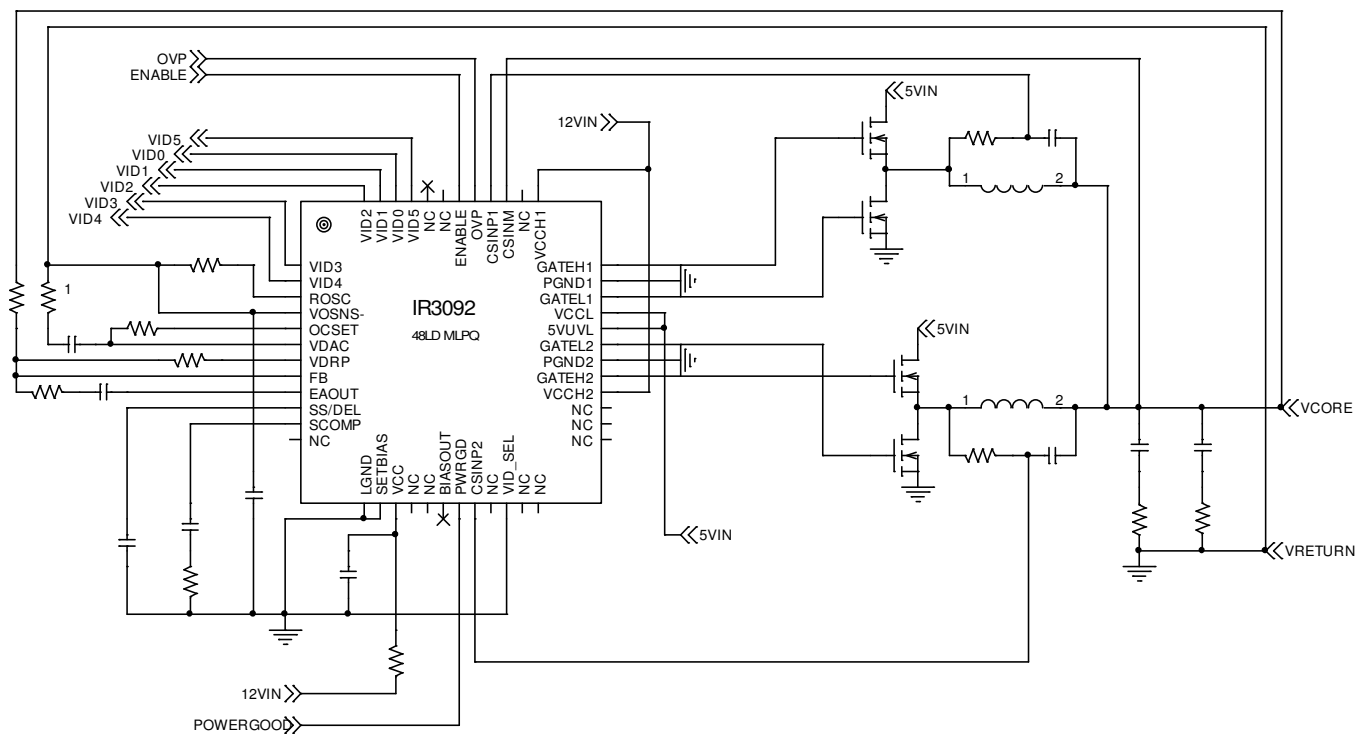 OVP
ENABLE
5VIN
12VIN
VID5
VID0
VID1
VID2
VID3
VID4
VID2
VID1
VID0
VID5
NC
NC
ENABLE
OVP
CSINP1
CSINM
NC
VCCH1
1 2
VID3
VID4
ROSC
VOSNS-
OCSET
VDAC
VDRP
FB
EAOUT
SS/DEL
SCOMP
NC
1
IR3092
48LD MLPQ
GATEH1
PGND1
GATEL1
VCCL
5VUVL
GATEL2
PGND2
GATEH2
VCCH2
NC
NC
NC
5VIN
1 2
VCORE
LGND
SETBIAS
VCC
NC
NC
BIASOUT
PWRGD
CSINP2
NC
VID_SEL
NC
NC
5VIN
VRETURN
12VIN
POWERGOOD